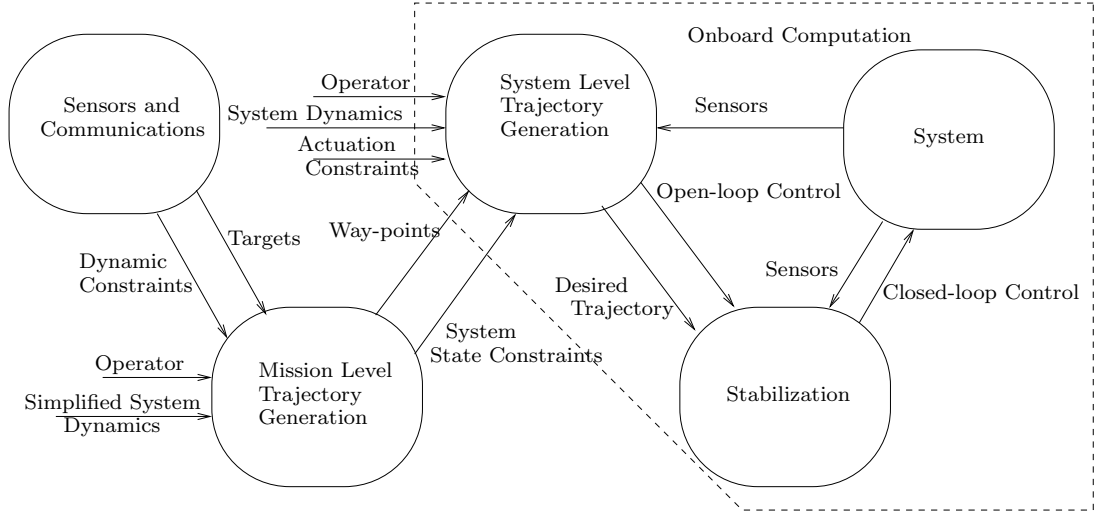 Onboard Computation
Sensors and
Communications
Operator
System Dynamics
Actuation
Constraints
System Level
Trajectory
Generation
Sensors
System
Targets
Dynamic
Constraints
Way-points
Open-loop Control
Desired
Trajectory
Sensors
Closed-loop Control
System
State Constraints
Operator
Simplified System
Dynamics
Mission Level
Trajectory
Generation
Stabilization